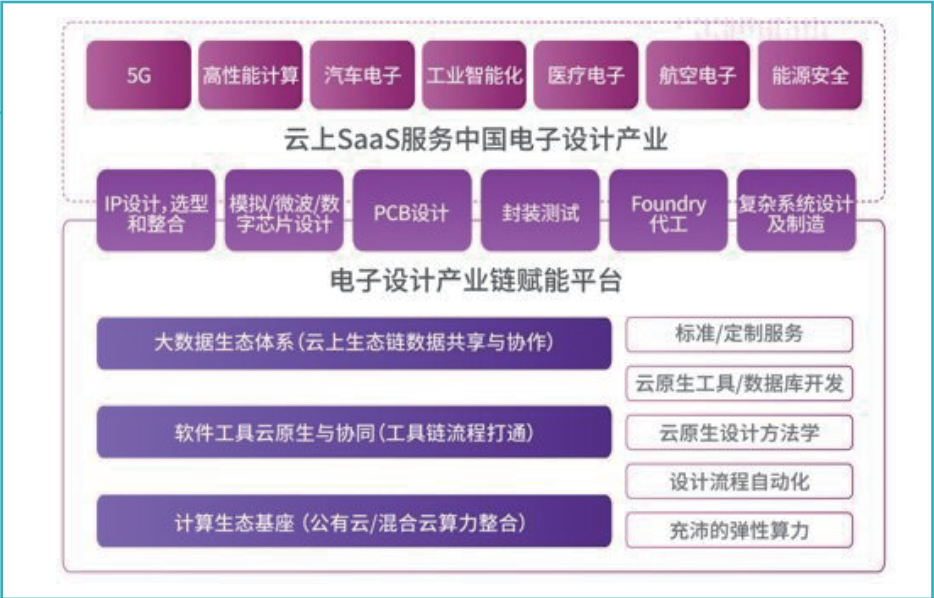 5G
高性能计算
汽车电子
工业智能化
医疗电子
航空电子
能源安全
云上SaaS服务中国电子设计产业
IP设计,选型
和整合
模拟/微波/数
字芯片设计
PCB设计
封装测试
Foundry
代工
复杂系统设计
及制造
电子设计产业链赋能平台
大数据生态体系(云上生态链数据共享与协作)
软件工具云原生与协同(工具链流程打通)
计算生态基座 (公有云/混合云算力整合)
标准/定制服务
云原生工具/数据库开发
云原生设计方法学
设计流程自动化
充沛的弹性算力